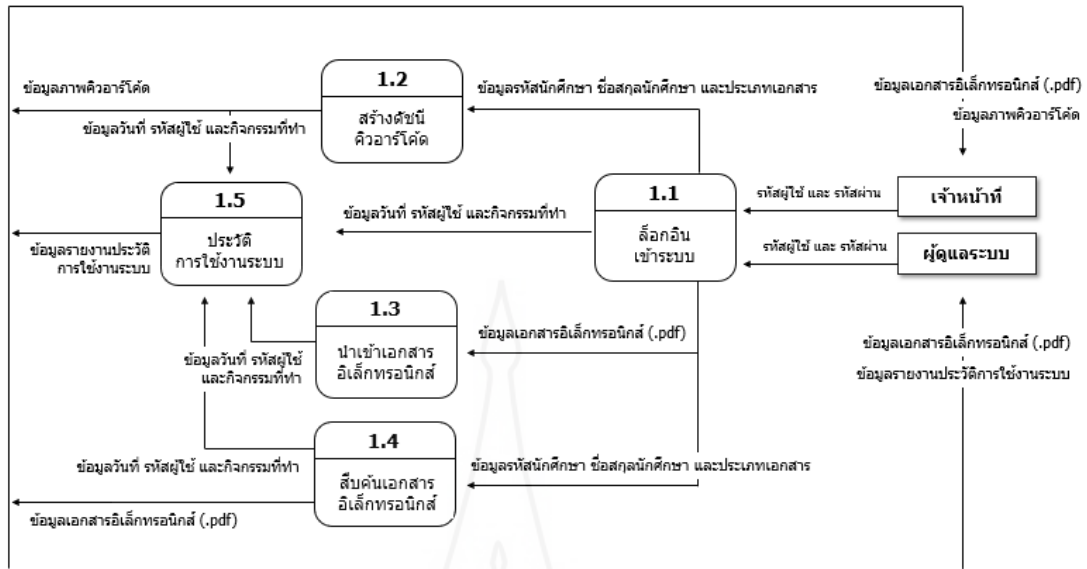 ข้อมูลภาพคิวอาร์โค้ด
1.2
สร้างดัชนี
คิวอาร์โค้ด
ข้อมูลรหัสนักศึกษา ชื่อสกุลนักศึกษา และประเภทเอกสาร
ข้อมูลเอกสารอิเล็กทรอนิกส์ (.pdf)
ข้อมูลภาพคิวอาร์โค้ด
ข้อมูลวันที่ รหัสผู้ใช้ และกิจกรรมที่ทำ
1.5
ประวัติ
การใช้งานระบบ
ข้อมูลวันที่ รหัสผู้ใช้ และกิจกรรมที่ทำ
1.1
ล็อกอิน
เข้าระบบ
รหัสผู้ใช้ และ รหัสผ่าน
เจ้าหน้าที่
รหัสผู้ใช้ และ รหัสผ่าน
ผู้ดูแลระบบ
ข้อมูลรายงานประวัติ
การใช้งานระบบ
1.3
นำเข้าเอกสาร
อิเล็กทรอนิกส์
ข้อมูลเอกสารอิเล็กทรอนิกส์ (.pdf)
ข้อมูลเอกสารอิเล็กทรอนิกส์ (.pdf)
ข้อมูลรายงานประวัติการใช้งานระบบ
ข้อมูลวันที่ รหัสผู้ใช้
และกิจกรรมที่ทำ
1.4
สืบค้นเอกสาร
อิเล็กทรอนิกส์
ข้อมูลวันที่ รหัสผู้ใช้ และกิจกรรมที่ทำ
ข้อมูลรหัสนักศึกษา ชื่อสกุลนักศึกษา และประเภทเอกสาร
ข้อมูลเอกสารอิเล็กทรอนิกส์ (.pdf)